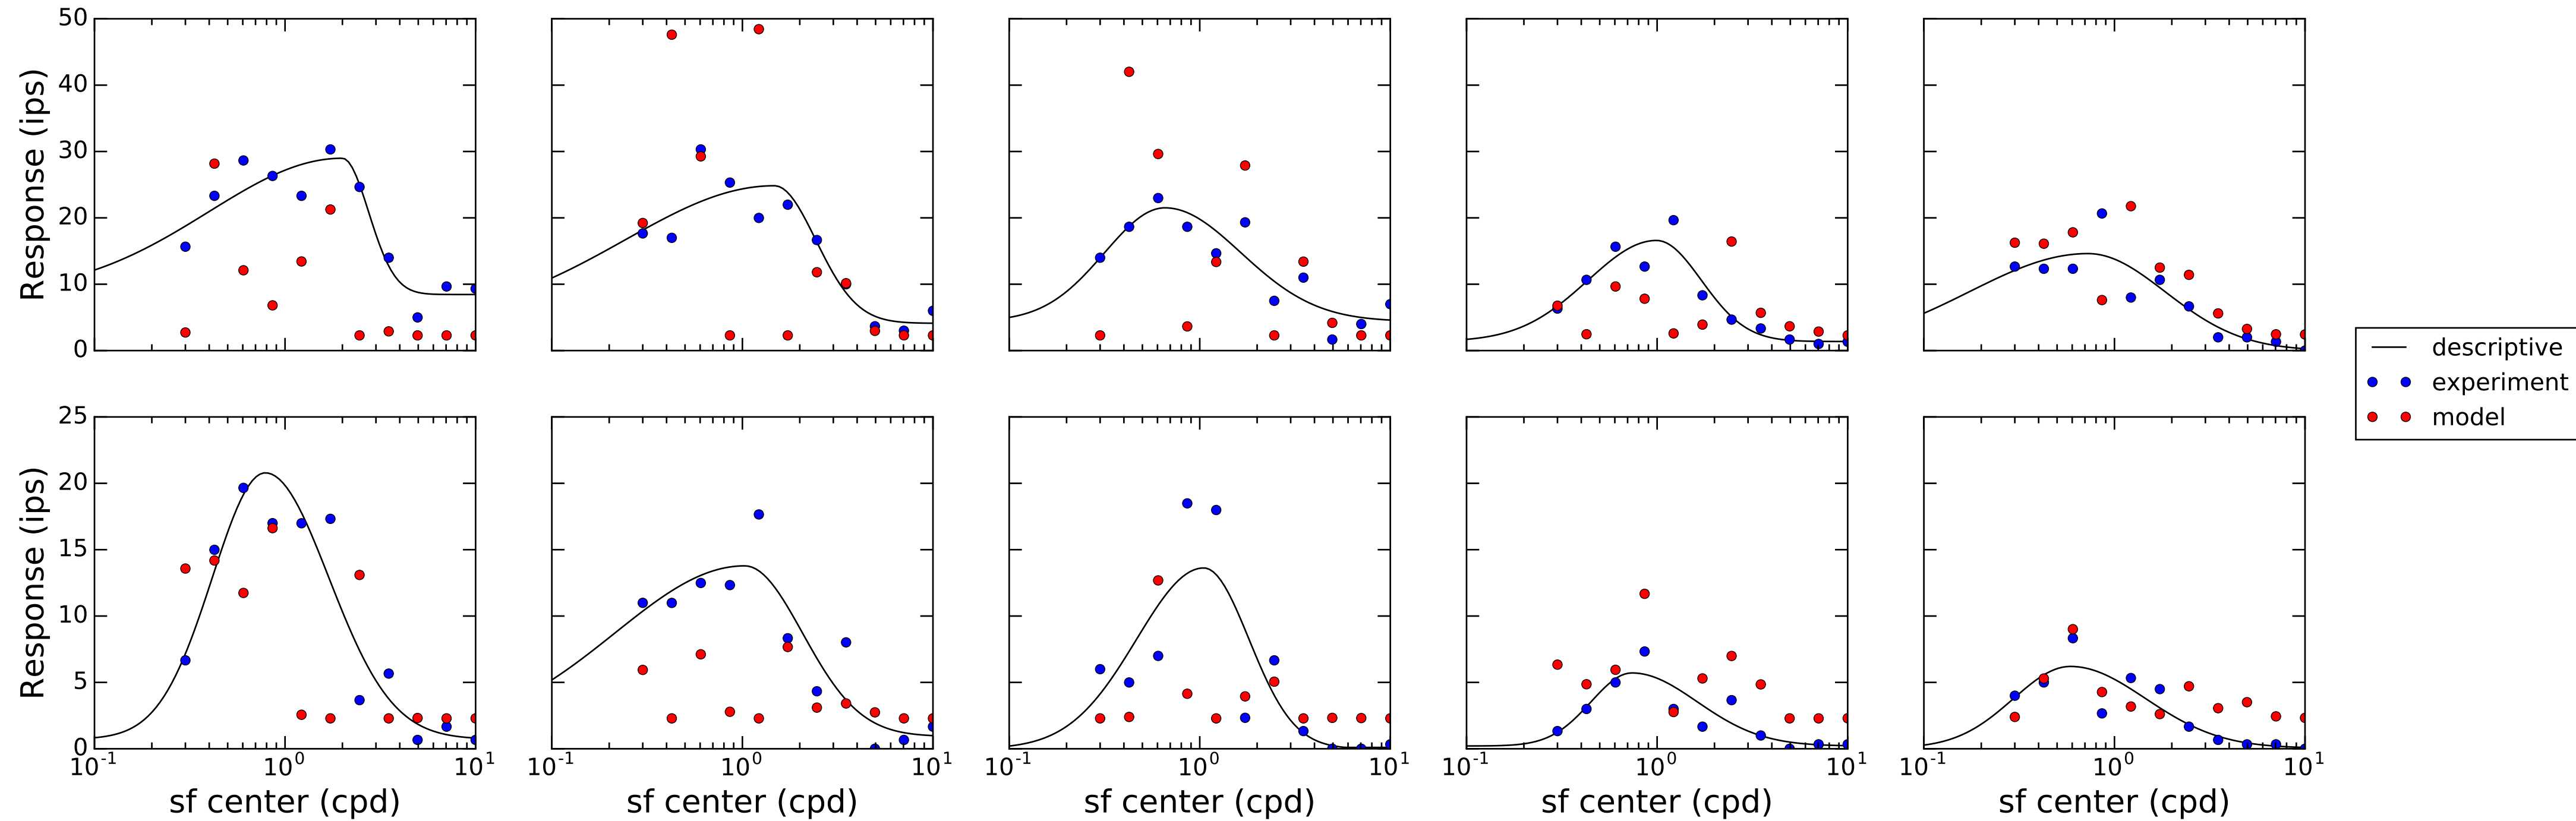 50
40
30
20
10
0
Response (ips)
descriptive
experiment
model
25
20
15
10
5
0
Response (ips)
10^-1 10^0 10^1
10^-1 10^0 10^1
10^-1 10^0 10^1
10^-1 10^0 10^1
10^-1 10^0 10^1
sf center (cpd)
sf center (cpd)
sf center (cpd)
sf center (cpd)
sf center (cpd)